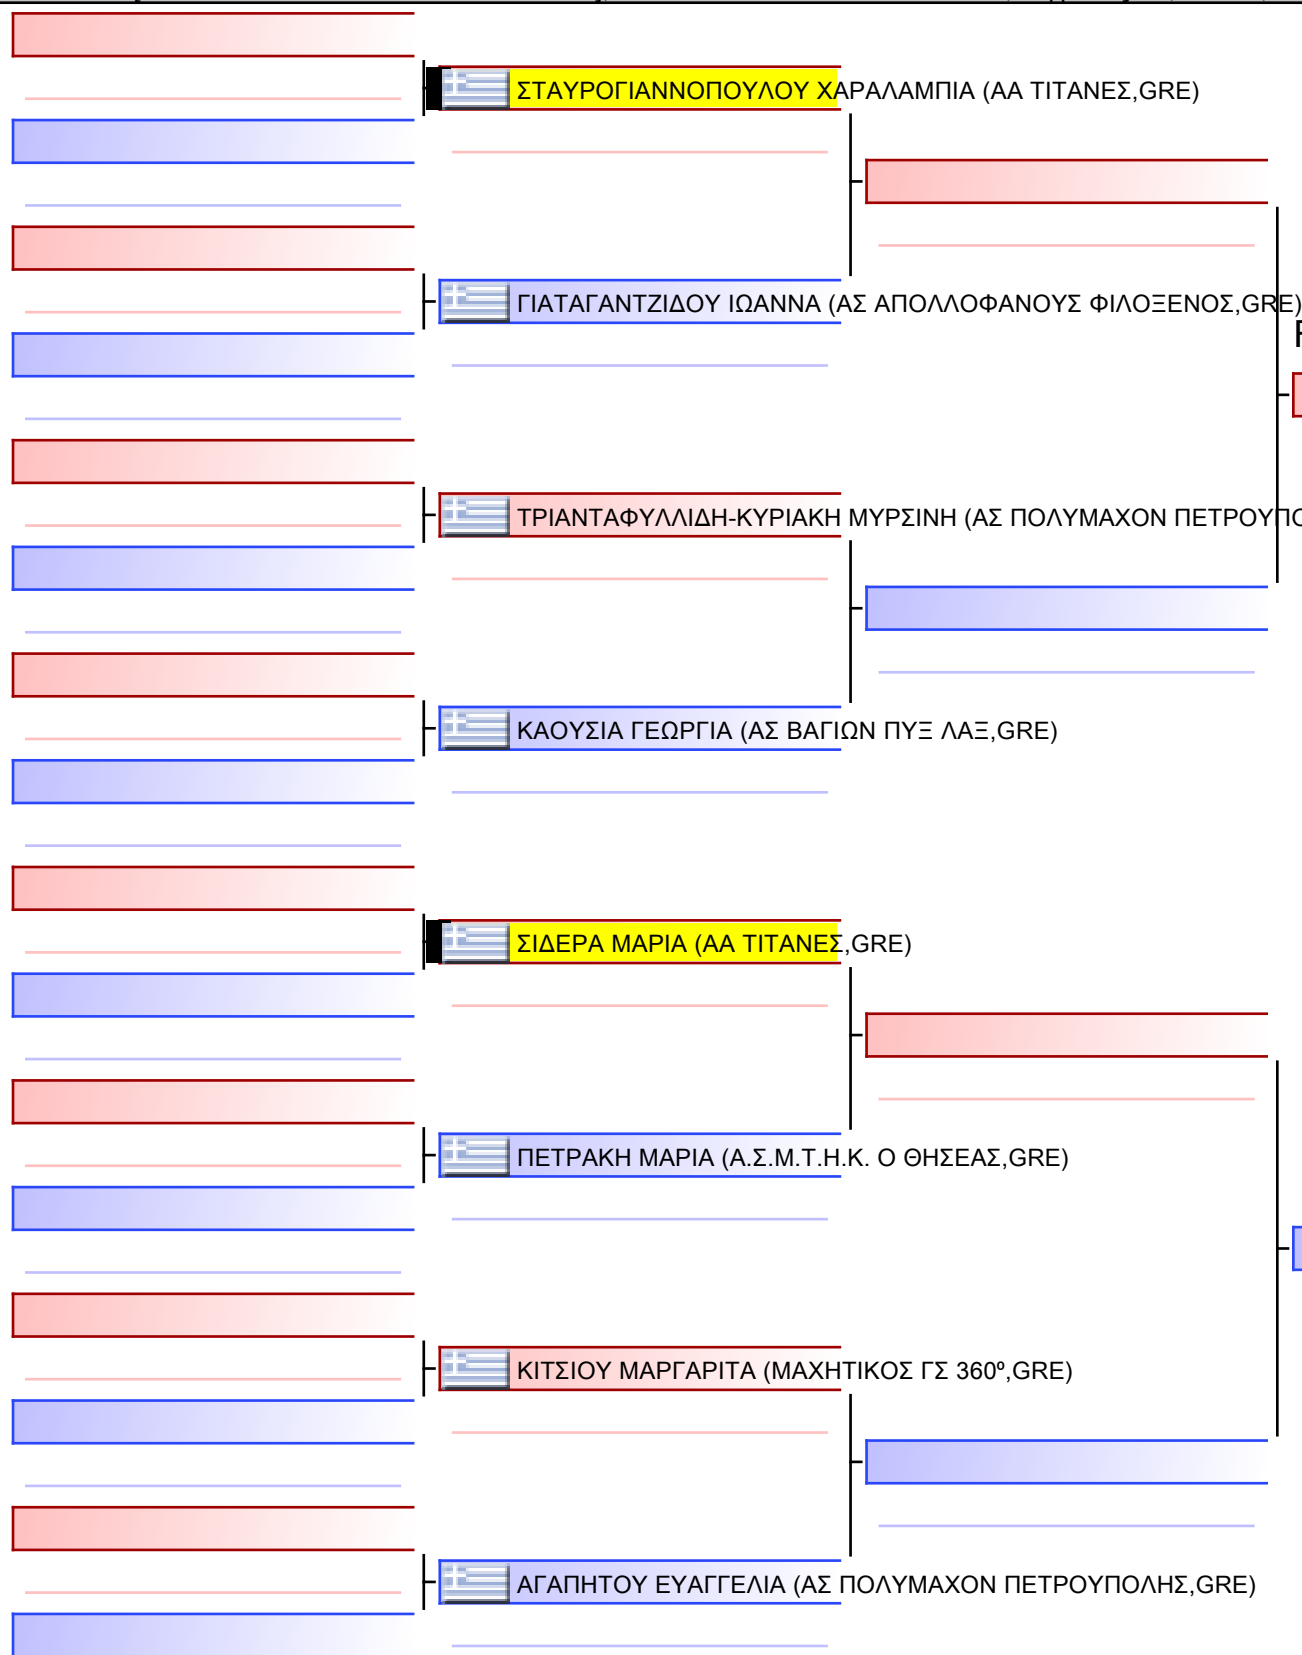 ΣΤΑΥΡΟΓΙΑΝΝΟΠΟΥΛΟΥ ΧΑΡΑΛΑΜΠΙΑ (ΑΑ ΤΙΤΑΝΕΣ,GRE)
ΓΙΑΤΑΓΑΝΤΖΙΔΟΥ ΙΩΑΝΝΑ (ΑΣ ΑΠΟΛΛΟΦΑΝΟΥΣ ΦΙΛΟΞΕΝΟΣ,GRE)
ΤΡΙΑΝΤΑΦΥΛΛΙΔΗ-ΚΥΡΙΑΚΗ ΜΥΡΣΙΝΗ (ΑΣ ΠΟΛΥΜΑΧΟΝ
ΚΑΟΥΣΙΑ ΓΕΩΡΓΙΑ (ΑΣ ΒΑΓΙΩΝ ΠΥΞ ΛΑΞ,GRE)
ΣΙΔΕΡΑ ΜΑΡΙΑ (ΑΑ ΤΙΤΑΝΕΣ,GRE)
ΠΕΤΡΑΚΗ ΜΑΡΙΑ (Α.Σ.Μ.Τ.Η.Κ. Ο ΘΗΣΕΑΣ,GRE)
ΚΙΤΣΙΟΥ ΜΑΡΓΑΡΙΤΑ (ΜΑΧΗΤΙΚΟΣ ΓΣ 360º,GRE)
ΑΓΑΠΗΤΟΥ ΕΥΑΓΓΕΛΙΑ (ΑΣ ΠΟΛΥΜΑΧΟΝ ΠΕΤΡΟΥΠΟΛΗΣ,GRE)